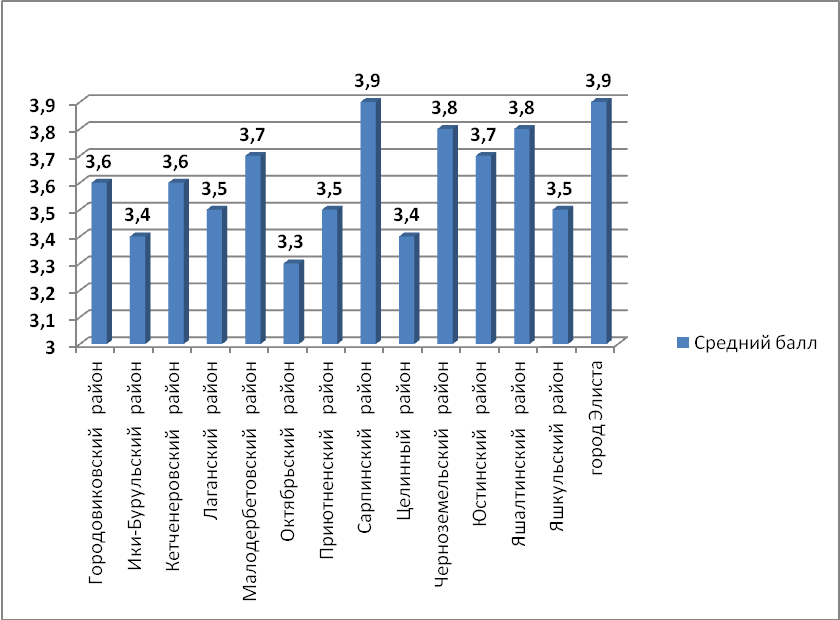 3,9
3,8
3,7
3,6
3,5
3,4
3,3
3,2
3,1
3
3,6
3,4
3,6
3,5
3,7
3,3
3,5
3,9
3,4
3,8
3,7
3,8
3,5
3,9
Городовиковский район
Ики-Бурульский район
Кетченеровский район
Лаганский район
Малодербетовский район
Октябрьский район
Приютненский район
Сарпинский район
Целинный район
Черноземельский район
Юстинский район
Яшалтинский район
Яшкульский район
город Элиста
Средний балл